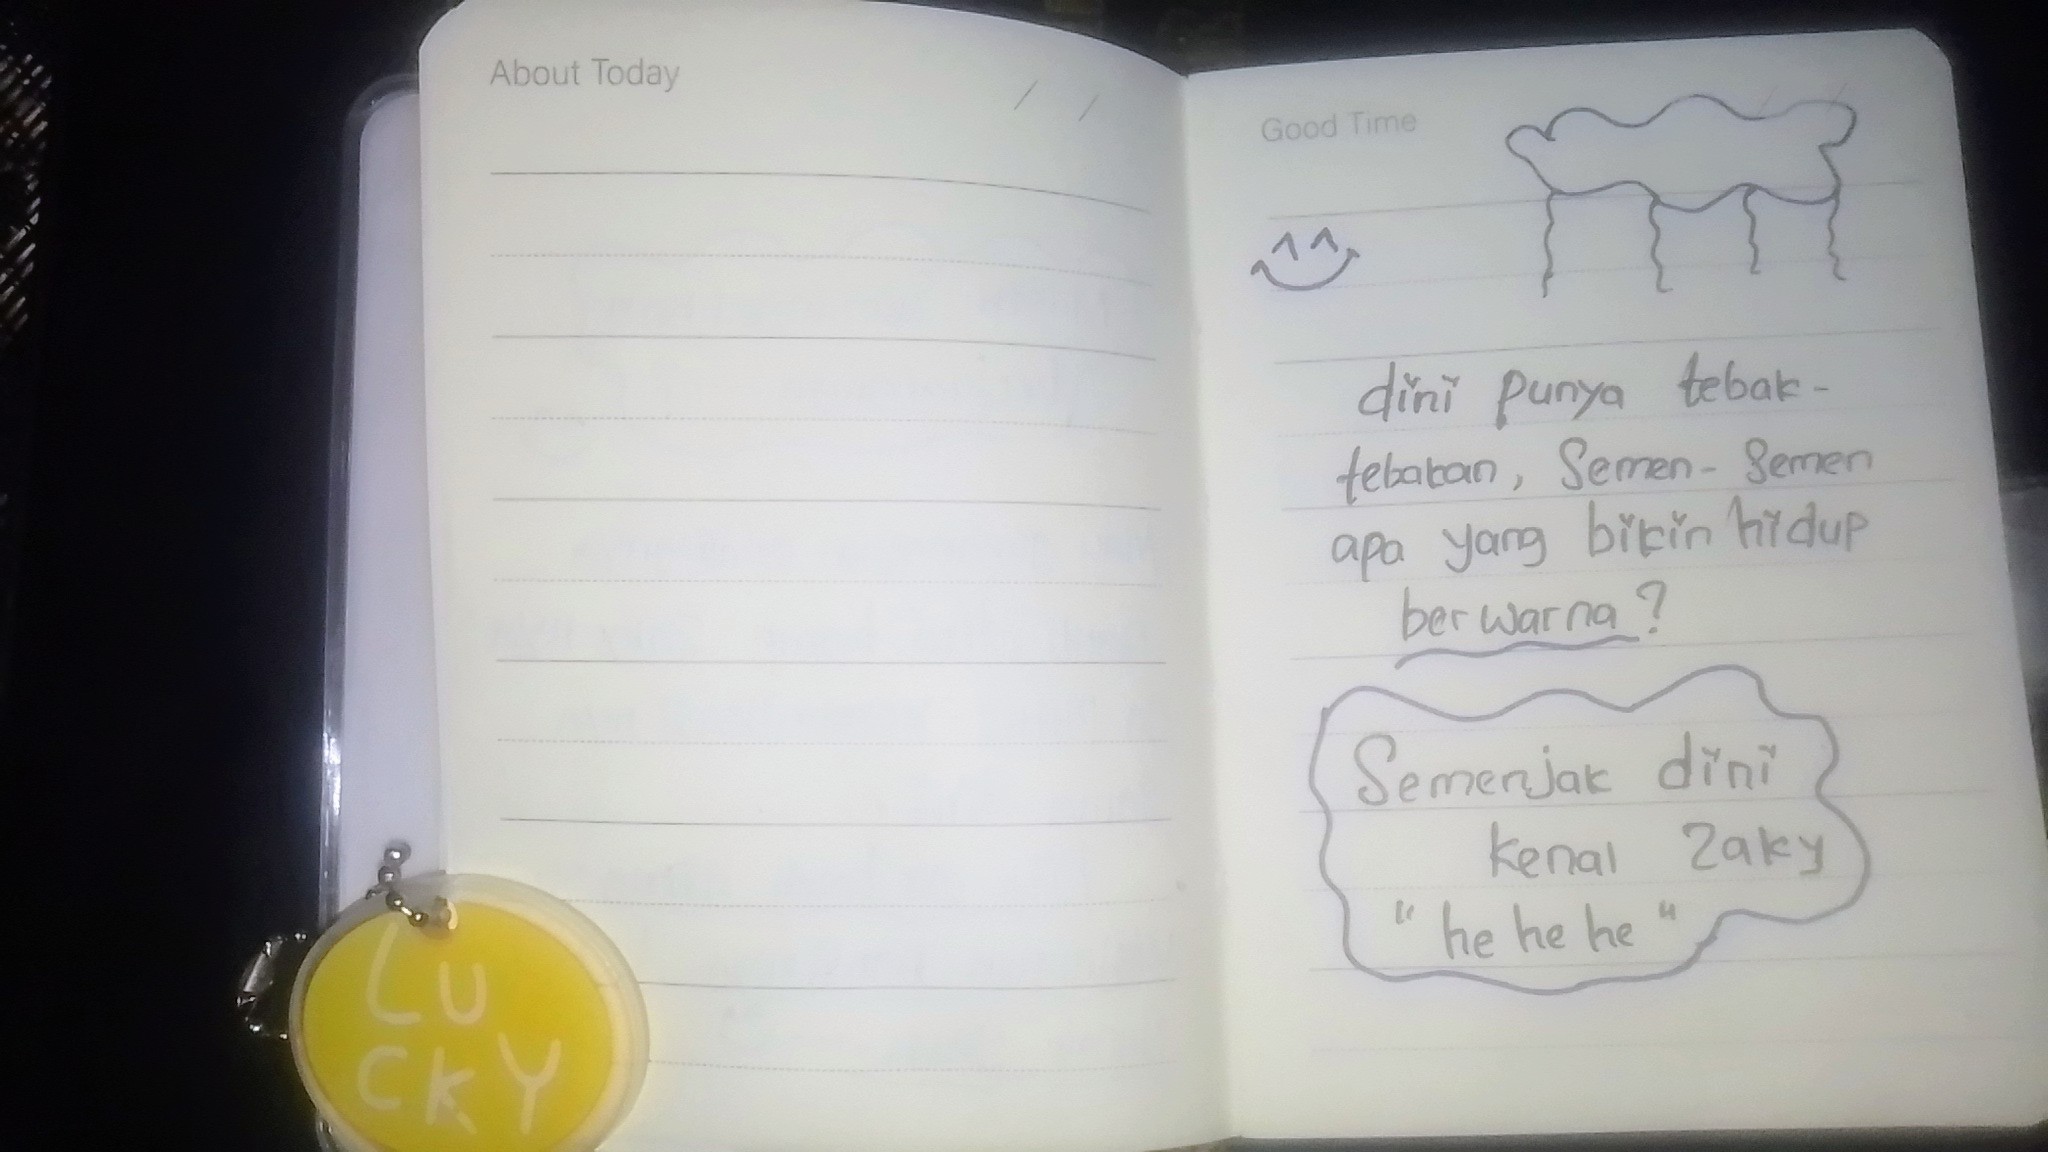 About Today
/ /
Good Time
dini punya tebak-
tebakan, Semen- Semen
apa yang bikin hidup
berwarna?
Semenjak dini
kenal Zaky
"he he he"
LU
CKY